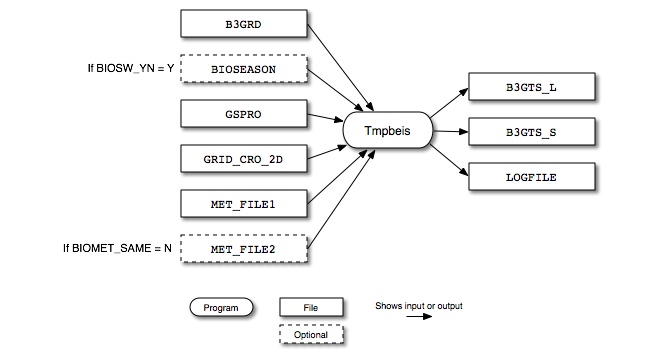 B3GRD
If BIOSW_YN = Y
BIOSEASON
GSPRO
GRID_CRO_2D
MET_FILE1
If BIOMET_SAME = N
MET_FILE2
Tmpbeis
B3GTS_L
B3GTS_S
LOGFILE
Program
File
Optional
Shows input or output